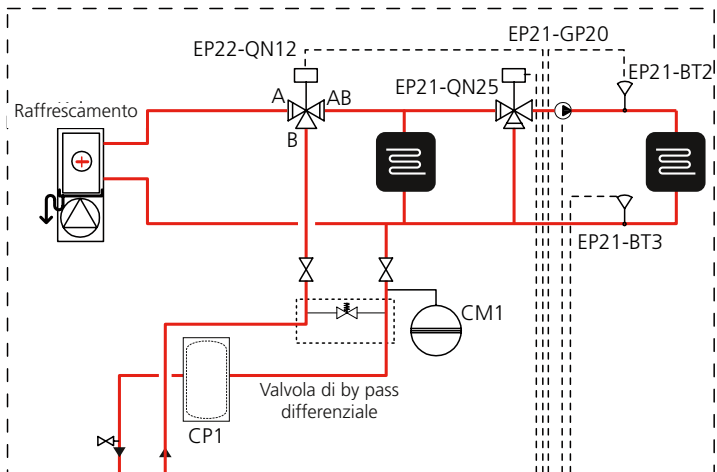 EP21-GP20
EP22-QN12
EP21-BT2
EP21-QN25
A
AB
Raffrescamento
B
EP21-BT3
CM1
Valvola di by pass
differenziale
CP1